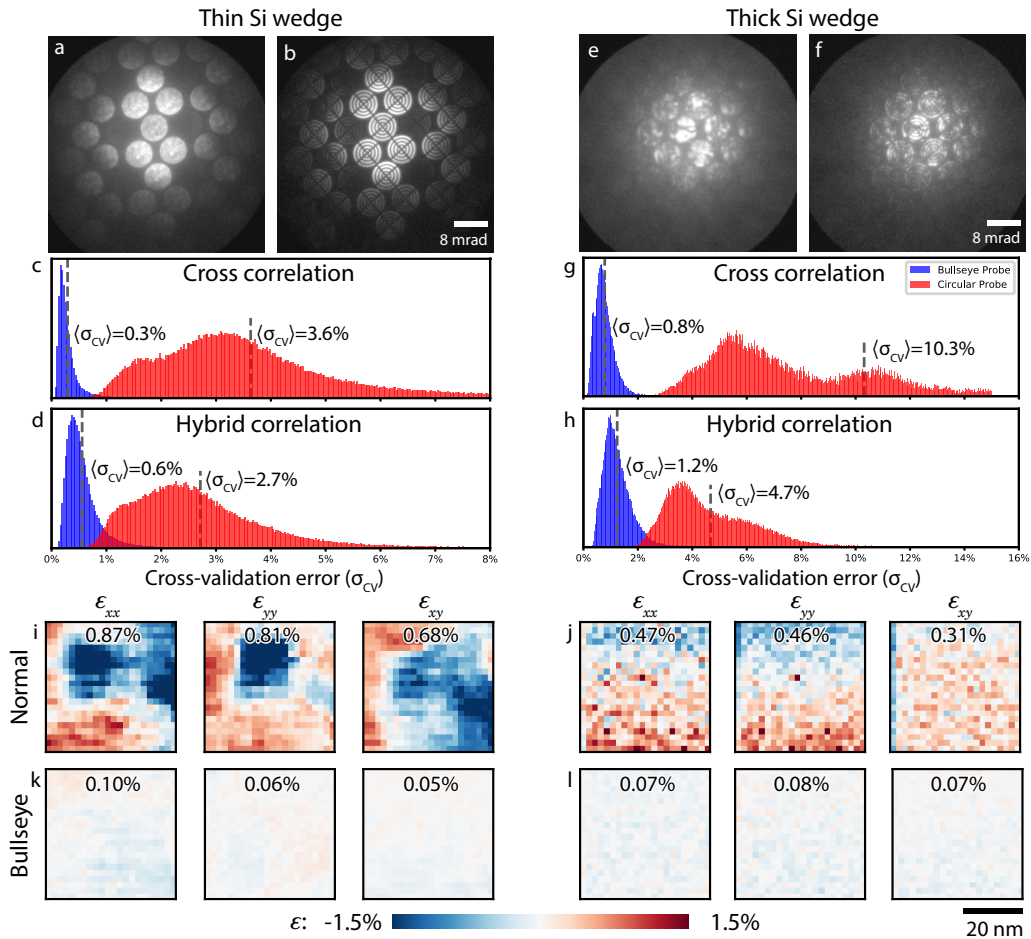 Thin Si wedge
Thick Si wedge
a
b
8 mrad
e
f
8 mrad
c
Cross correlation
⟨σCV⟩=0.3%
⟨σCV⟩=3.6%
g
Cross correlation
Bullseye Probe
Circular Probe
⟨σCV⟩=0.8%
⟨σCV⟩=10.3%
d
Hybrid correlation
⟨σCV⟩=0.6%
⟨σCV⟩=2.7%
h
Hybrid correlation
⟨σCV⟩=1.2%
⟨σCV⟩=4.7%
0% 1% 2% 3% 4% 5% 6% 7% 8%
Cross-validation error (σCV)
0% 2% 4% 6% 8% 10% 12% 14% 16%
Cross-validation error (σCV)
εxx εyy εxy
εxx εyy εxy
Normal
i
0.87% 0.81% 0.68%
j
0.47% 0.46% 0.31%
Bullseye
k
0.10% 0.06% 0.05%
l
0.07% 0.08% 0.07%
ε: -1.5% 1.5%
20 nm